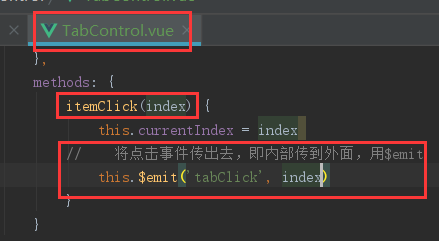 TabControl.vue
},
methods: {
itemClick(index) {
this.currentIndex = index
// 将点击事件传出去，即内部传到外面，用$emit
this.$emit('tabClick', index)
}
}